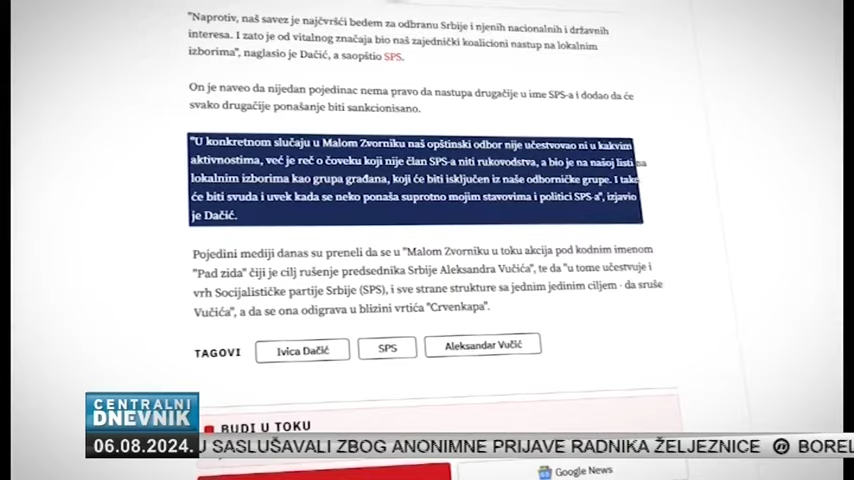 "Naprotiv, naš savez je najčvršći bedem za odbranu Srbije i njenih nacionalnih i državnih
interesa. I zato je od vitalnog značaja bio naš zajednički koalicioni nastup na lokalnim
izborima", naglasio je Dačić, a saopštio SPS.
On je naveo da nijedan pojedinac nema pravo da nastupa drugačije u ime SPS-a i dodao da će
svako drugačije ponašanje biti sankcionisano.
"U konkretnom slučaju u Malom Zvorniku naš opštinski odbor nije učestvovao ni u kakvim
aktivnostima, već je reč o čoveku koji nije član SPS-a niti rukovodstva, a bio je na našoj listi na
lokalnim izborima kao grupa građana, koji će biti isključen iz naše odborničke grupe. I tako
će biti svuda i uvek kada se neko ponaša suprotno mojim stavovima i politici SPS-a", izjavio
je Dačić.
Pojedini mediji danas su preneli da se u "Malom Zvorniku u toku akcija pod kodnim imenom
"Pad zida" čiji je cilj rušenje predsednika Srbije Aleksandra Vučića", te da "u tome učestvuje i
vrh Socijalističke partije Srbije (SPS), i sve strane strukture sa jednim jedinim ciljem - da sruše
Vučića", a da se ona odigrava u blizini vrtića "Crvenkapa".
TAGOVI Ivica Dačić SPS Aleksandar Vučić
CENTRALNI
DNEVNIK
BUDI U TOKU
06.08.2024. U SASLUŠAVALI ZBOG ANONIMNE PRIJAVE RADNIKA ŽELJEZNICE BOREL
Google News